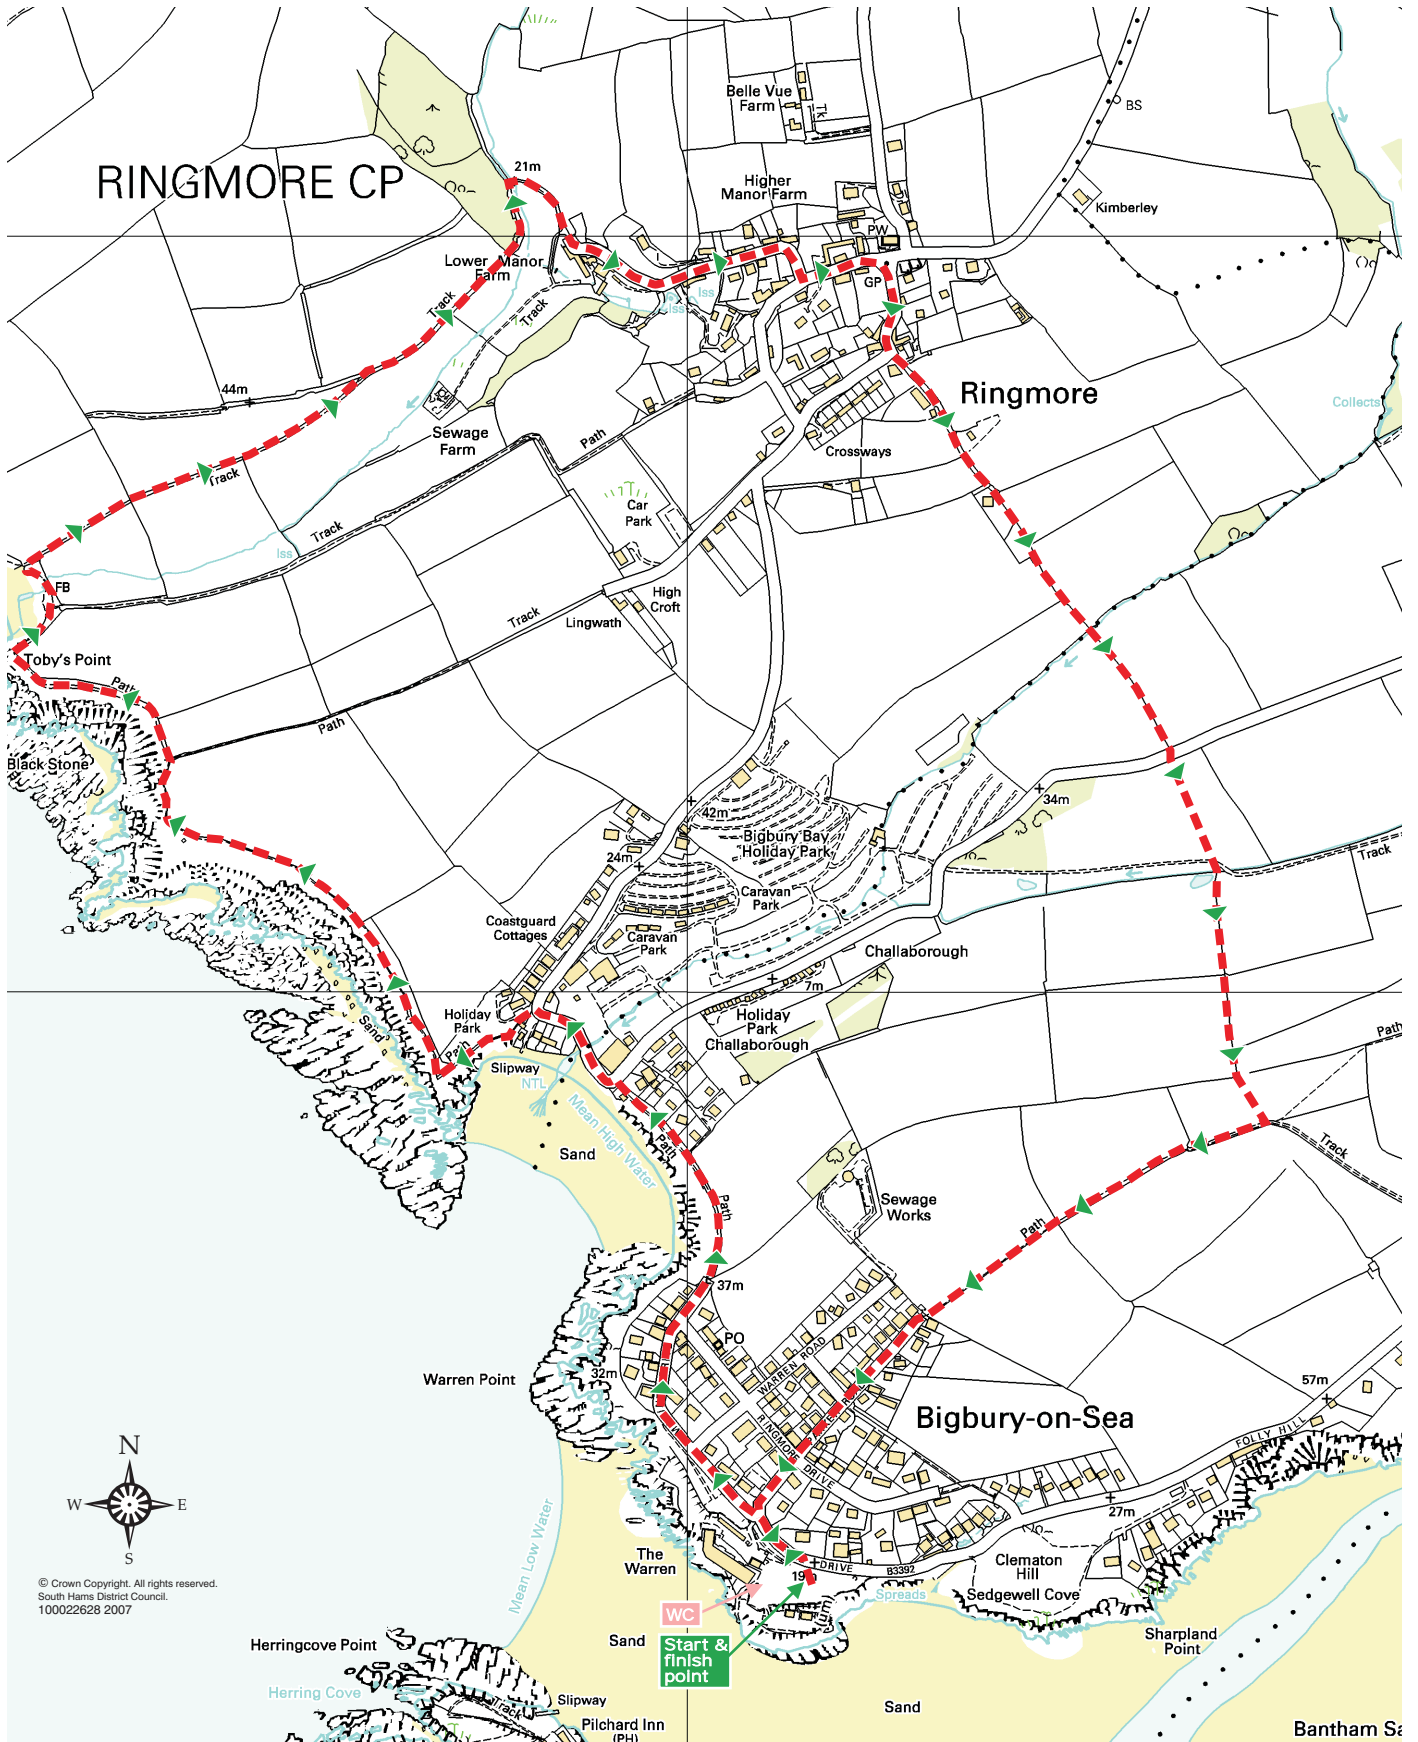 Belle Vue
Farm
Tk
BS
21m
RINGMORE CP
Higher
Manor Farm
Kimberley
PW
Lower Manor
Farm
GP
Iss
Iss
Track
Track
44m
Ringmore
Collects
Sewage
Farm
Path
Crossways
Track
Car
Park
Track
Iss
FB
High
Croft
Track
Lingwath
Toby's Point
Path
Path
Black Stone
34m
42m
Bigbury Bay
Holiday Park
24m
Track
Caravan
Park
Coastguard
Cottages
Caravan
Park
Challaborough
7m
Holiday
Park
Holiday
Park
Challaborough
Sand
Path
Path
Slipway
NTL
Mean High Water
Path
Sand
Track
Path
Sewage
Works
Path
37m
PO
WARREN ROAD
32m
Warren Point
57m
RINGMORE
DRIVE
Bigbury-on-Sea
FOLLY HILL
N
W
E
S
27m
Mean Low Water
The
Warren
DRIVE
B3392
19m
Clematon
Hill
Sedgewell Cove
Spreads
© Crown Copyright. All rights reserved.
South Hams District Council.
100022628 2007
WC
Start &
finish
point
Sand
Sharpland
Point
Herringcove Point
Herring Cove
Slipway
Track
Sand
Pilchard Inn
(PH)
Bantham Sa